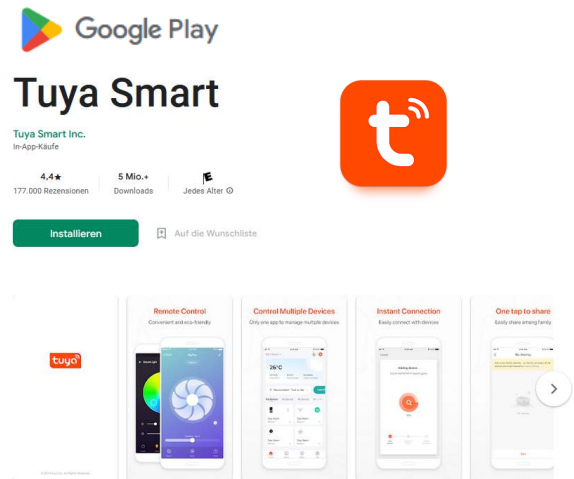 Google Play
Tuya Smart
Tuya Smart Inc.
In-App-Käufe
4,4★
177.000 Rezensionen
5 Mio.+
Downloads
E
Jedes Alter
Installieren
Auf die Wunschliste
tuya
Remote Control
Convenient and eco-friendly
Control Multiple Devices
Only one app to manage multiple devices
26°C
Instant Connection
Easily connect with devices
Adding device
One tap to share
Easily share among family